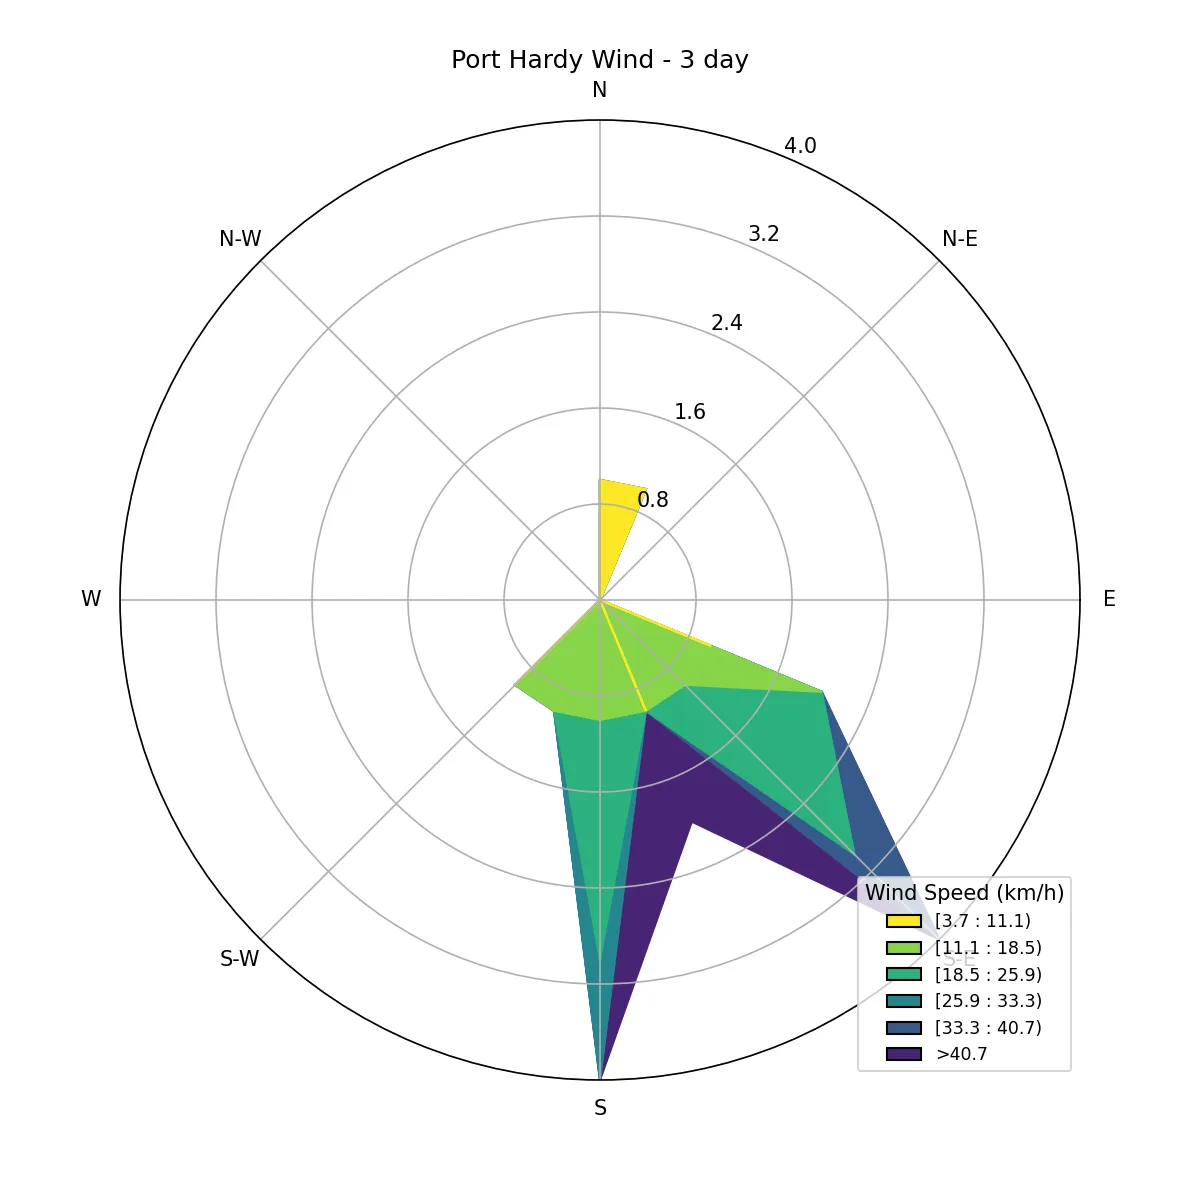 Port Hardy Wind - 3 day
N
4.0
N-W
N-E
3.2
2.4
1.6
0.8
W
E
Wind Speed (km/h)
[3.7 : 11.1)
[11.1 : 18.5)
[18.5 : 25.9)
[25.9 : 33.3)
[33.3 : 40.7)
>40.7
S-W
S-E
S